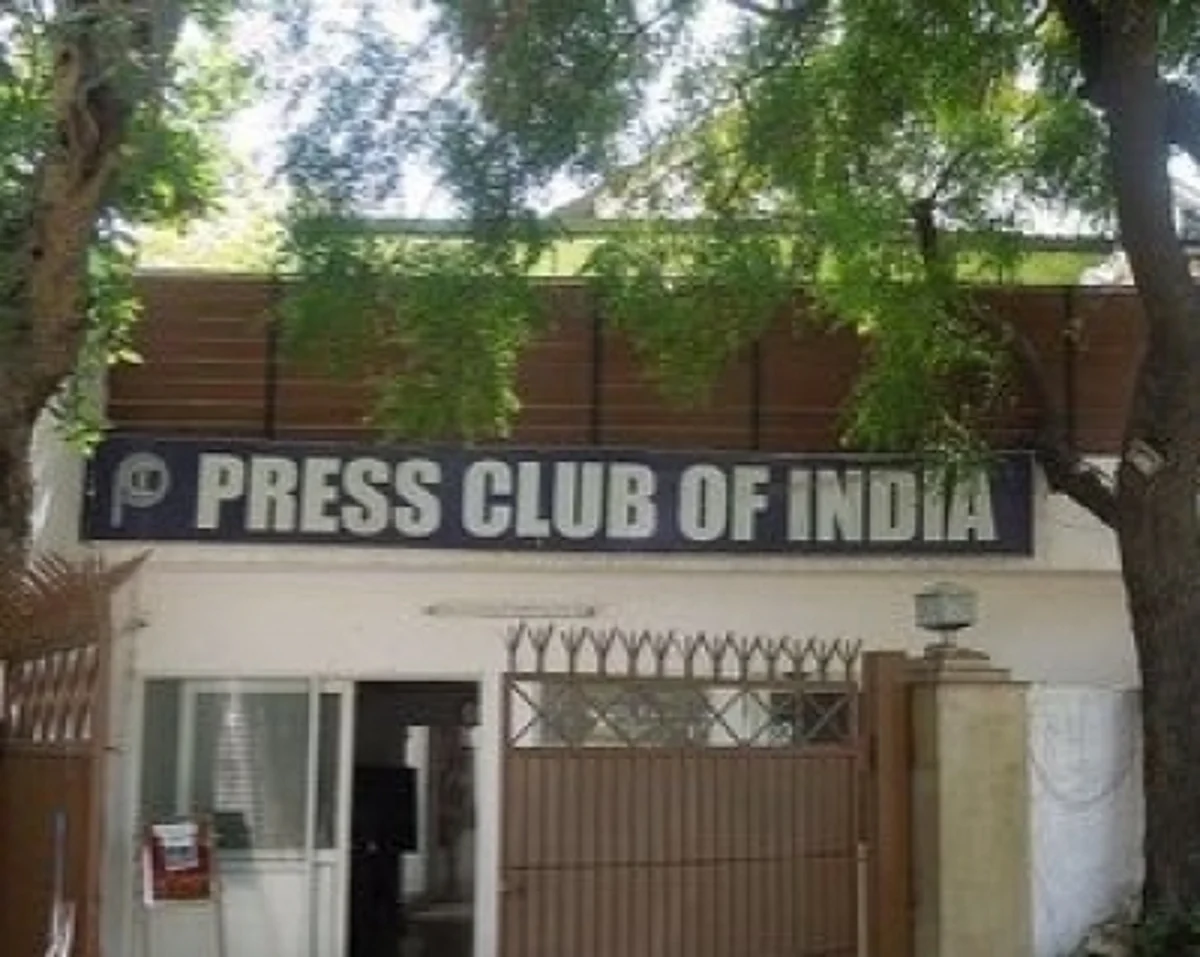 PRESS CLUB OF INDIA